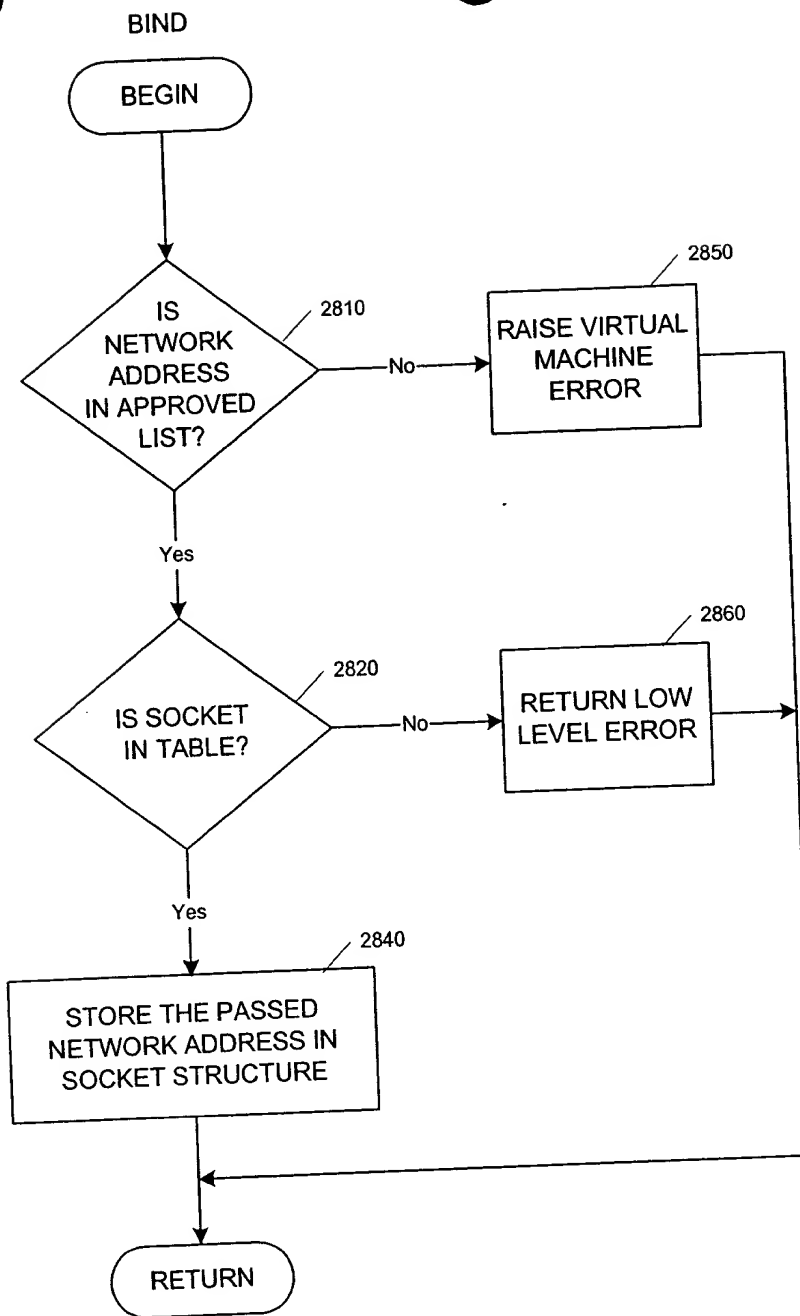 BIND
BEGIN
2810
IS
NETWORK
ADDRESS
IN APPROVED
LIST?
No
2850
RAISE VIRTUAL
MACHINE
ERROR
Yes
2820
IS SOCKET
IN TABLE?
No
2860
RETURN LOW
LEVEL ERROR
Yes
2840
STORE THE PASSED
NETWORK ADDRESS IN
SOCKET STRUCTURE
RETURN